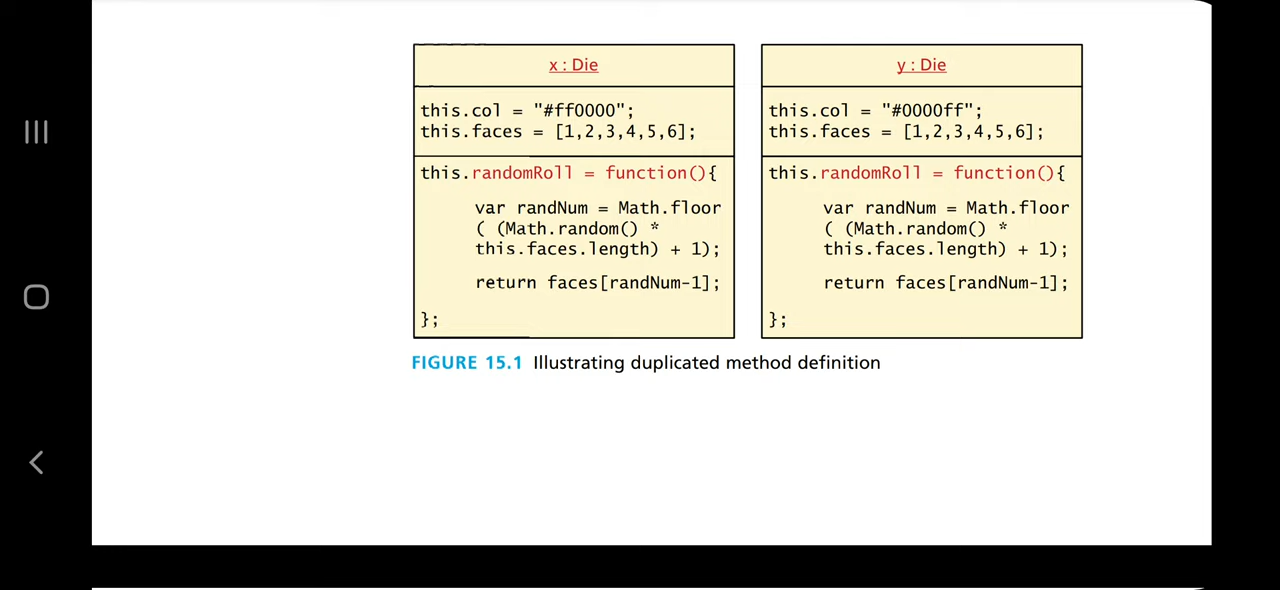 x : Die
this.col = "#ff0000";
this.faces = [1,2,3,4,5,6];
this.randomRoll = function(){
var randNum = Math.floor
( (Math.random() *
this.faces.length) + 1);
return faces[randNum-1];
};
y : Die
this.col = "#0000ff";
this.faces = [1,2,3,4,5,6];
this.randomRoll = function(){
var randNum = Math.floor
( (Math.random() *
this.faces.length) + 1);
return faces[randNum-1];
};
FIGURE 15.1 Illustrating duplicated method definition